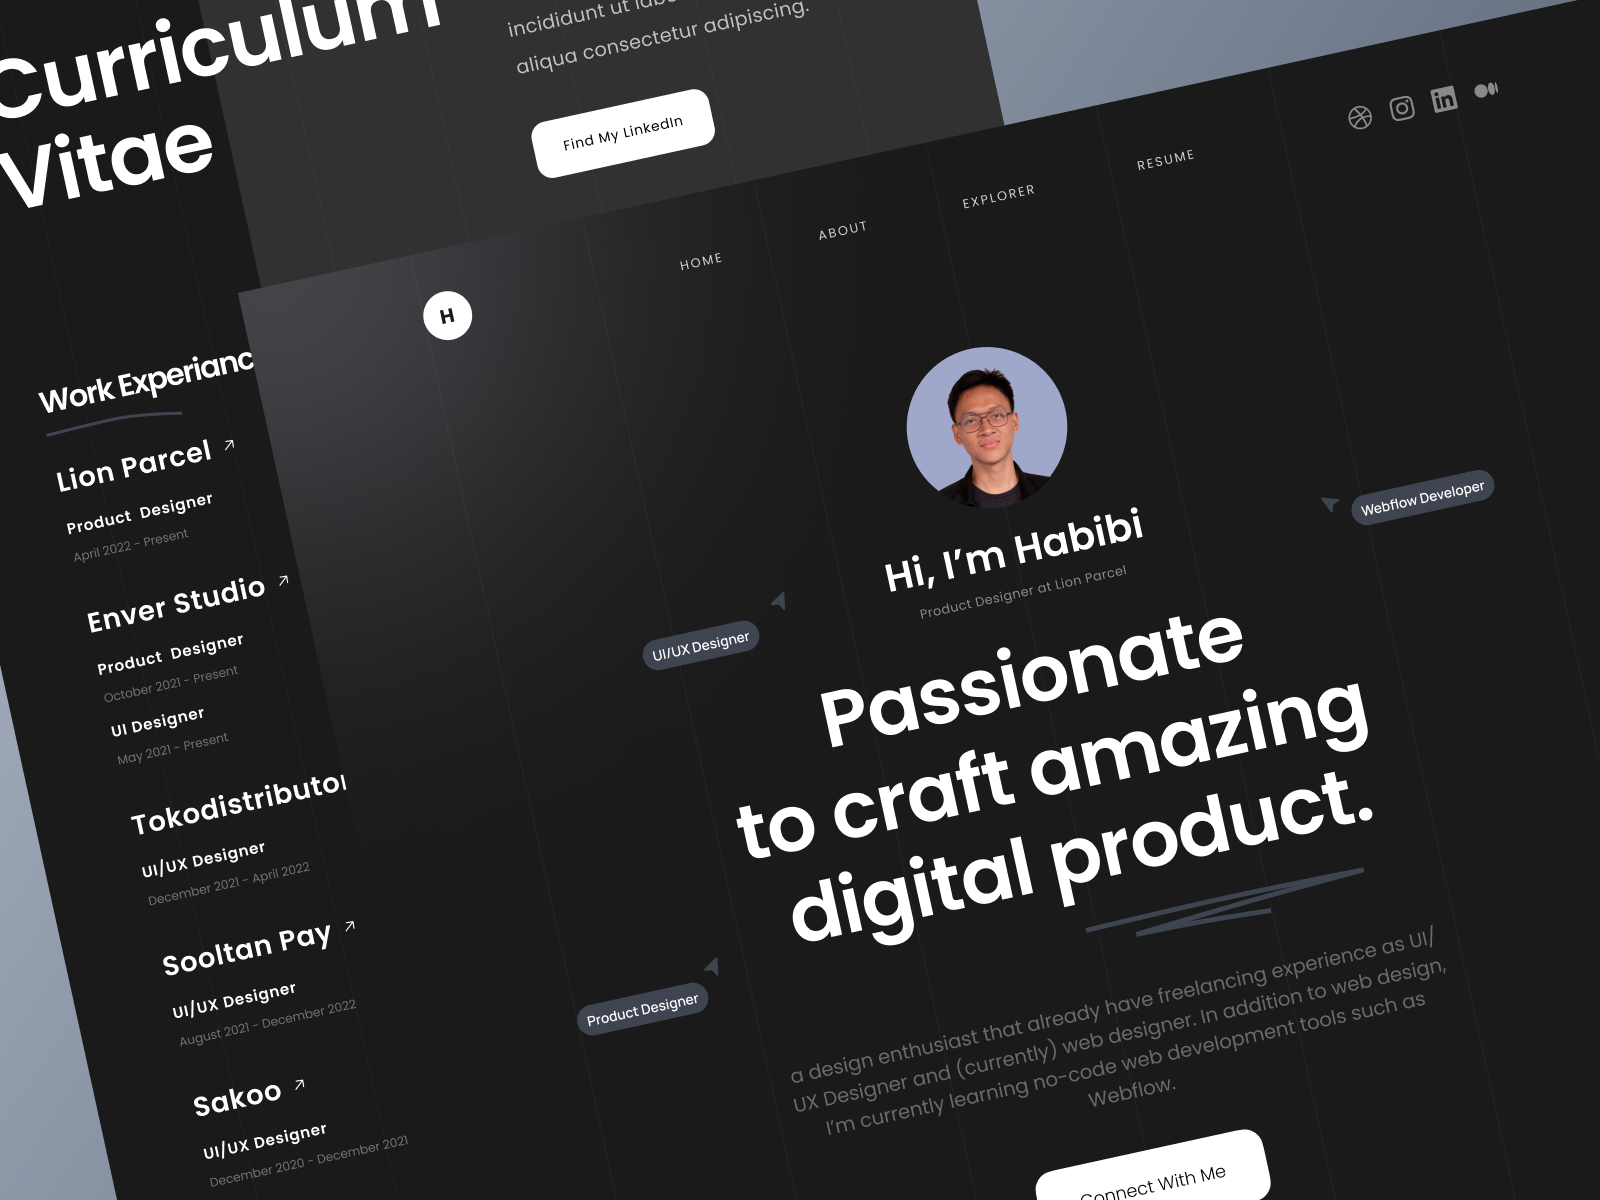 Curriculum
Vitae
incididunt ut
aliqua consectetur adipiscing.
Find My LinkedIn
Work Experianc
Lion Parcel
Product Designer
April 2022 - Present
Enver Studio
Product Designer
October 2021 - Present
UI Designer
May 2021 - Present
Tokodistributor
UI/UX Designer
December 2021 - April 2022
Sooltan Pay
UI/UX Designer
August 2021 - December 2022
Sakoo
UI/UX Designer
December 2020 - December 2021
H
HOME
ABOUT
EXPLORER
RESUME
Hi, I’m Habibi
Product Designer at Lion Parcel
Webflow Developer
UI/UX Designer
Product Designer
Passionate
to craft amazing
digital product.
a design enthusiast that already have freelancing experience as UI/
UX Designer and (currently) web designer. In addition to web design,
I’m currently learning no-code web development tools such as
Webflow.
Connect With Me